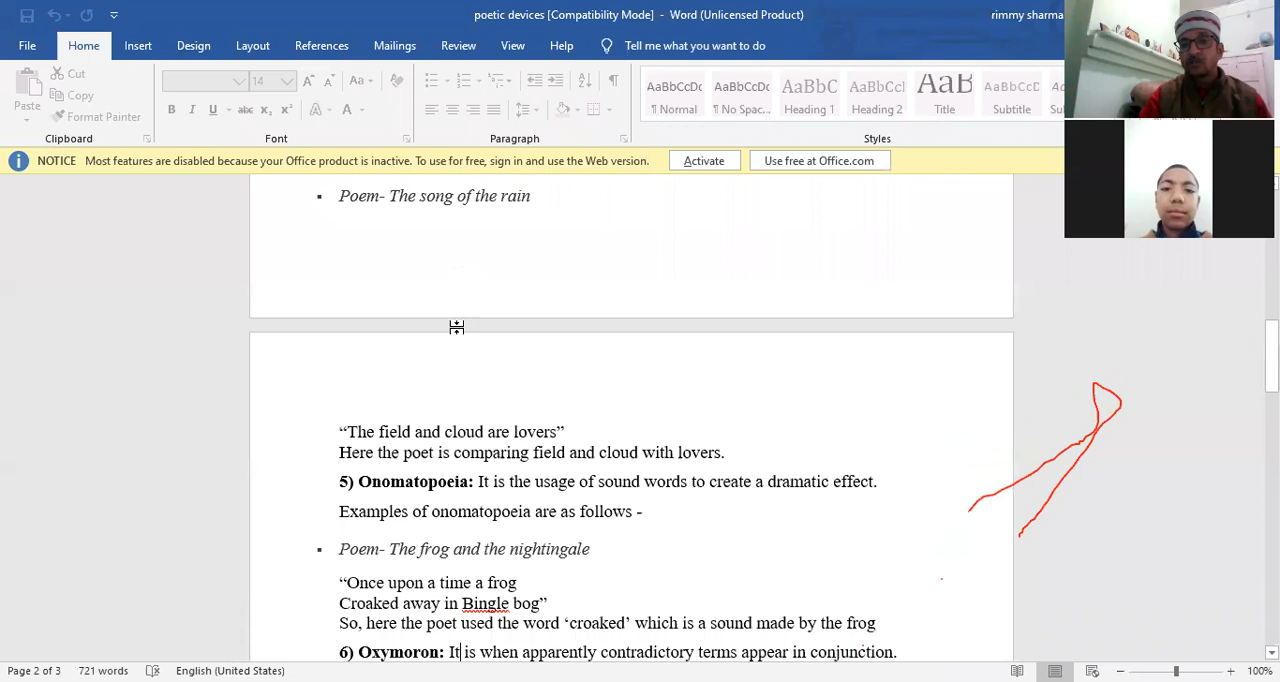 poetic devices [Compatibility Mode] - Word (Unlicensed Product)
rimmy sharma
File Home Insert Design Layout References Mailings Review View Help Tell me what you want to do
Paste
Cut
Copy
Format Painter
14
Aa
B I U abc x₂ x² A A
AaBbCcDc AaBbCcDc AaBbC AaBbCcI AaB AaBbCcD
¶ Normal ¶ No Spac... Heading 1 Heading 2 Title Subtitle
Clipboard Font Paragraph Styles
NOTICE Most features are disabled because your Office product is inactive. To use for free, sign in and use the Web version. Activate Use free at Office.com
▪ Poem- The song of the rain
“The field and cloud are lovers”
Here the poet is comparing field and cloud with lovers.
5) Onomatopoeia: It is the usage of sound words to create a dramatic effect.
Examples of onomatopoeia are as follows -
▪ Poem- The frog and the nightingale
“Once upon a time a frog
Croaked away in Bingle bog”
So, here the poet used the word ‘croaked’ which is a sound made by the frog
6) Oxymoron: It is when apparently contradictory terms appear in conjunction.
Page 2 of 3 721 words English (United States) 100%